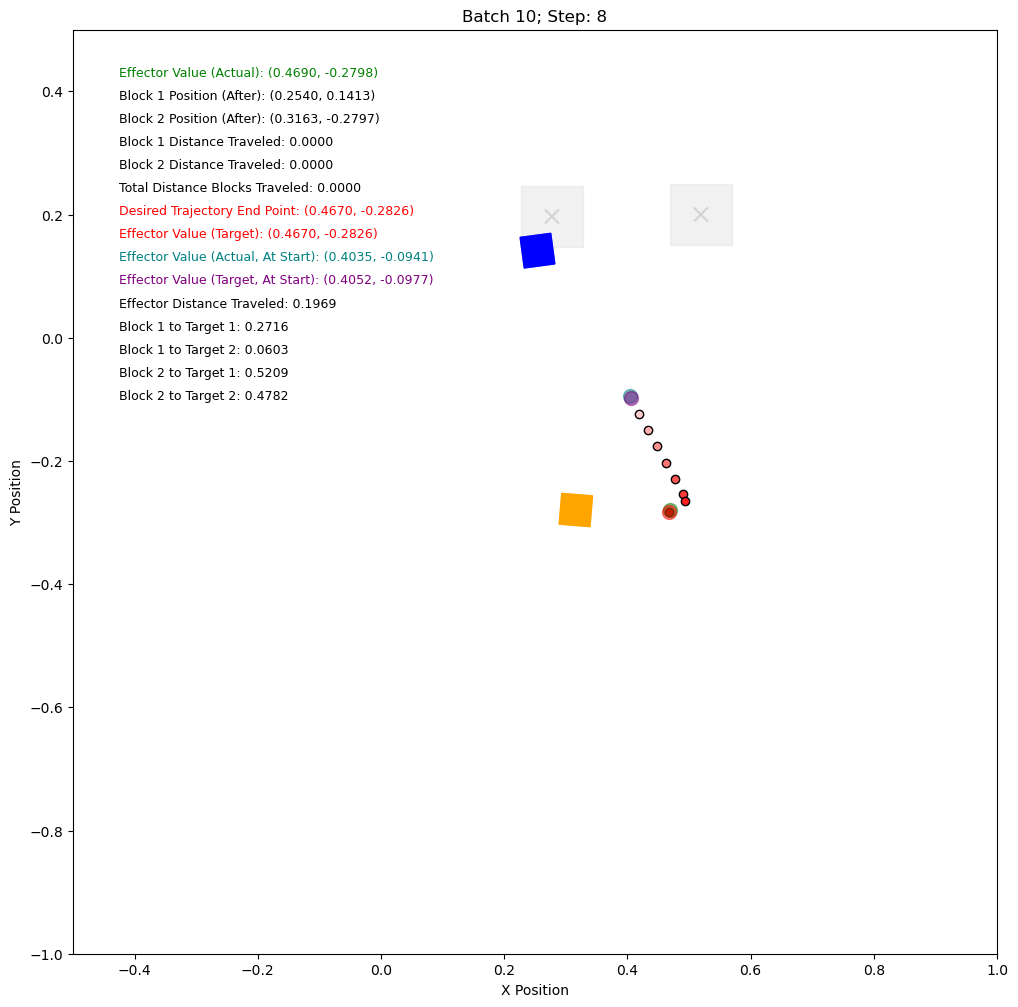 Batch 10; Step: 8
Effector Value (Actual): (0.4690, -0.2798)
Block 1 Position (After): (0.2540, 0.1413)
Block 2 Position (After): (0.3163, -0.2797)
Block 1 Distance Traveled: 0.0000
Block 2 Distance Traveled: 0.0000
Total Distance Blocks Traveled: 0.0000
Desired Trajectory End Point: (0.4670, -0.2826)
Effector Value (Target): (0.4670, -0.2826)
Effector Value (Actual, At Start): (0.4035, -0.0941)
Effector Value (Target, At Start): (0.4052, -0.0977)
Effector Distance Traveled: 0.1969
Block 1 to Target 1: 0.2716
Block 1 to Target 2: 0.0603
Block 2 to Target 1: 0.5209
Block 2 to Target 2: 0.4782
Y Position
0.4
0.2
0.0
−0.2
−0.4
−0.6
−0.8
−1.0
−0.4 −0.2 0.0 0.2 0.4 0.6 0.8 1.0
X Position